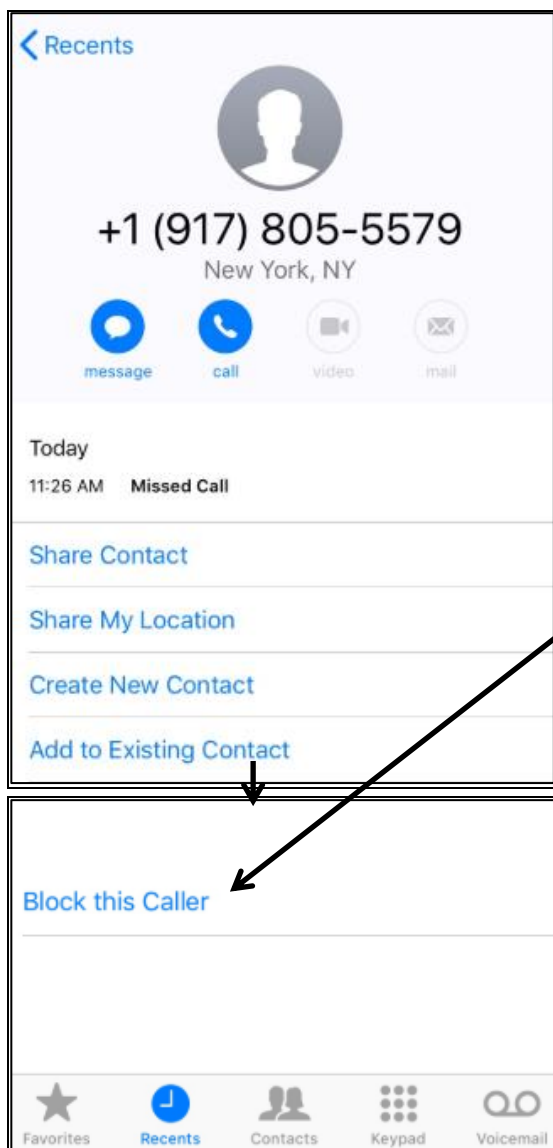 Recents
+1 (917) 805-5579
New York, NY
message call video mail
Today
11:26 AM Missed Call
Share Contact
Share My Location
Create New Contact
Add to Existing Contact
Block this Caller
Favorites Recents Contacts Keypad Voicemail